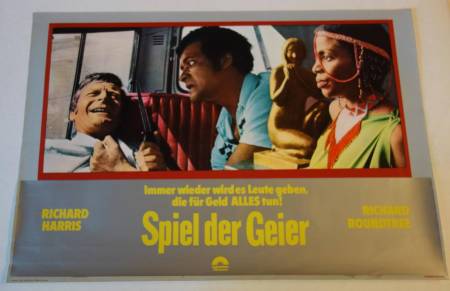 Immer wieder wird es Leute geben,
die für Geld ALLES tun!
RICHARD
HARRIS
RICHARD
ROUNDTREE
Spiel der Geier